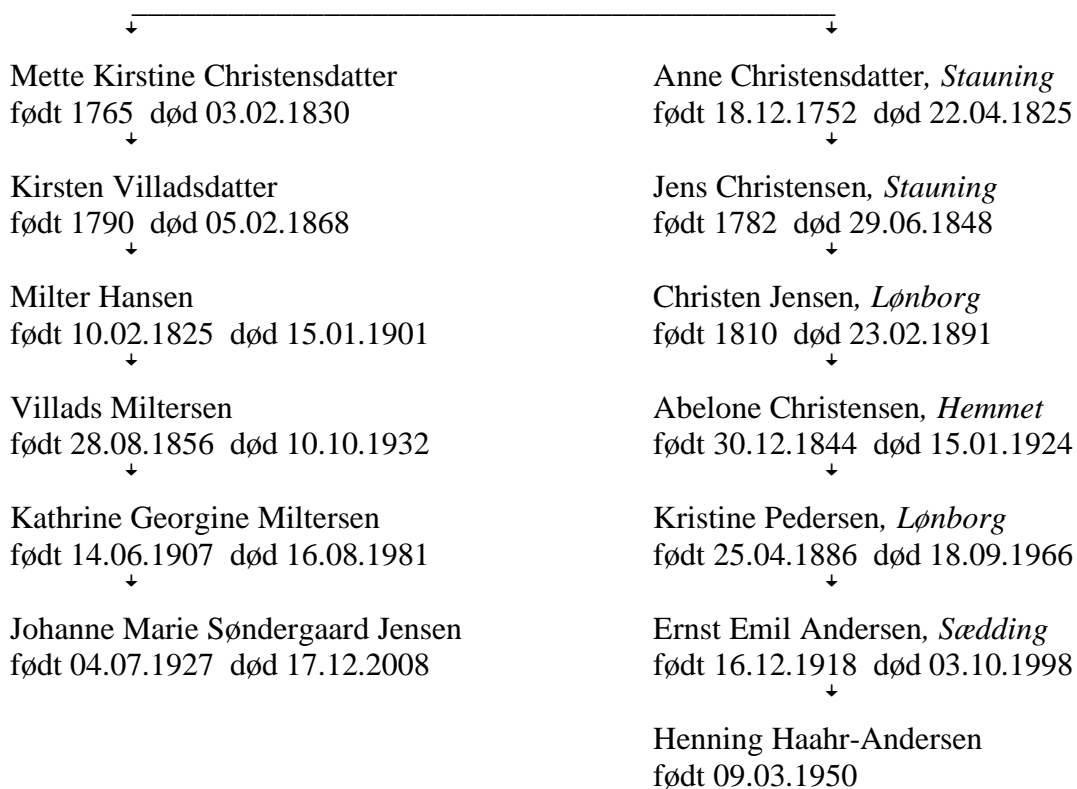 Mette Kirstine Christensdatter
født 1765  død 03.02.1830
Kirsten Villadsdatter
født 1790  død 05.02.1868
Milter Hansen
født 10.02.1825  død 15.01.1901
Villads Miltersen
født 28.08.1856  død 10.10.1932
Kathrine Georgine Miltersen
født 14.06.1907  død 16.08.1981
Johanne Marie Søndergaard Jensen
født 04.07.1927  død 17.12.2008
Anne Christensdatter, Stauning
født 18.12.1752  død 22.04.1825
Jens Christensen, Stauning
født 1782  død 29.06.1848
Christen Jensen, Lønborg
født 1810  død 23.02.1891
Abelone Christensen, Hemmet
født 30.12.1844  død 15.01.1924
Kristine Pedersen, Lønborg
født 25.04.1886  død 18.09.1966
Ernst Emil Andersen, Sædding
født 16.12.1918  død 03.10.1998
Henning Haahr-Andersen
født 09.03.1950